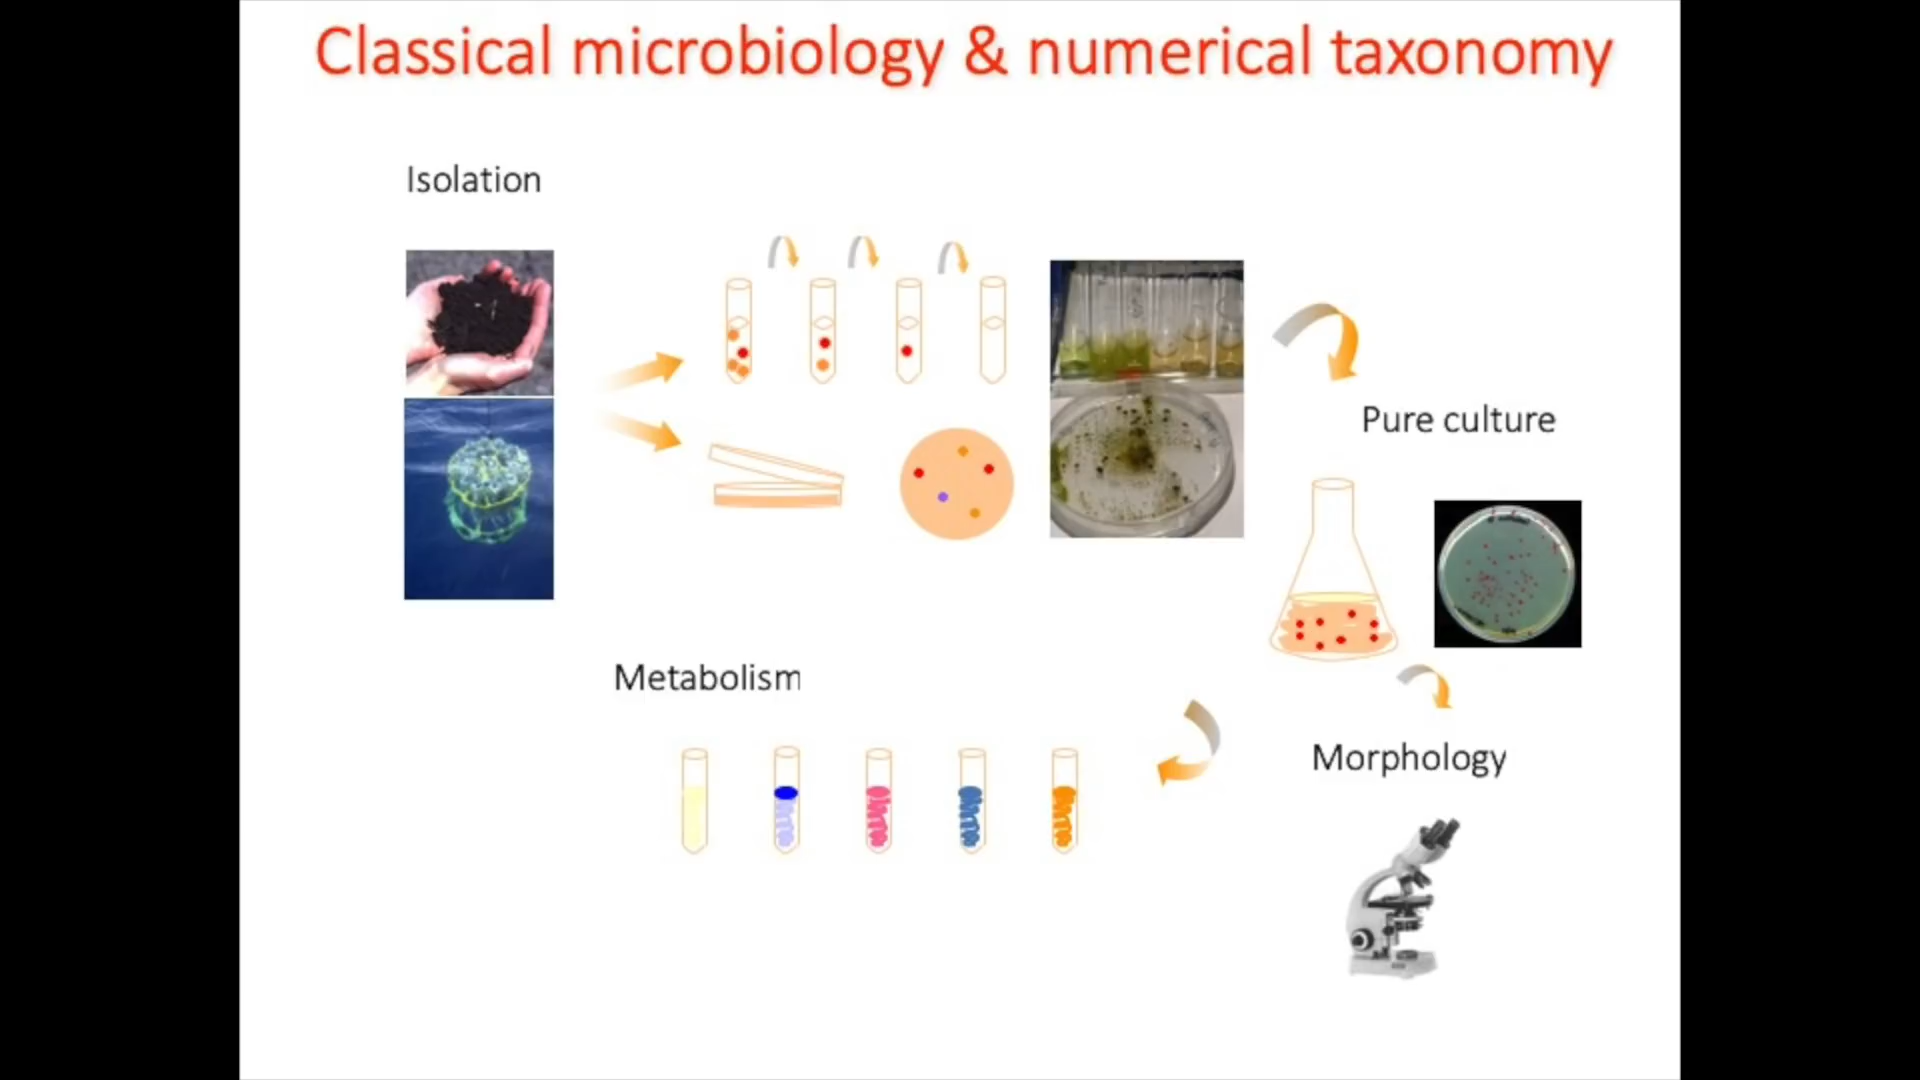 Classical microbiology & numerical taxonomy
Isolation
Pure culture
Metabolism
Morphology